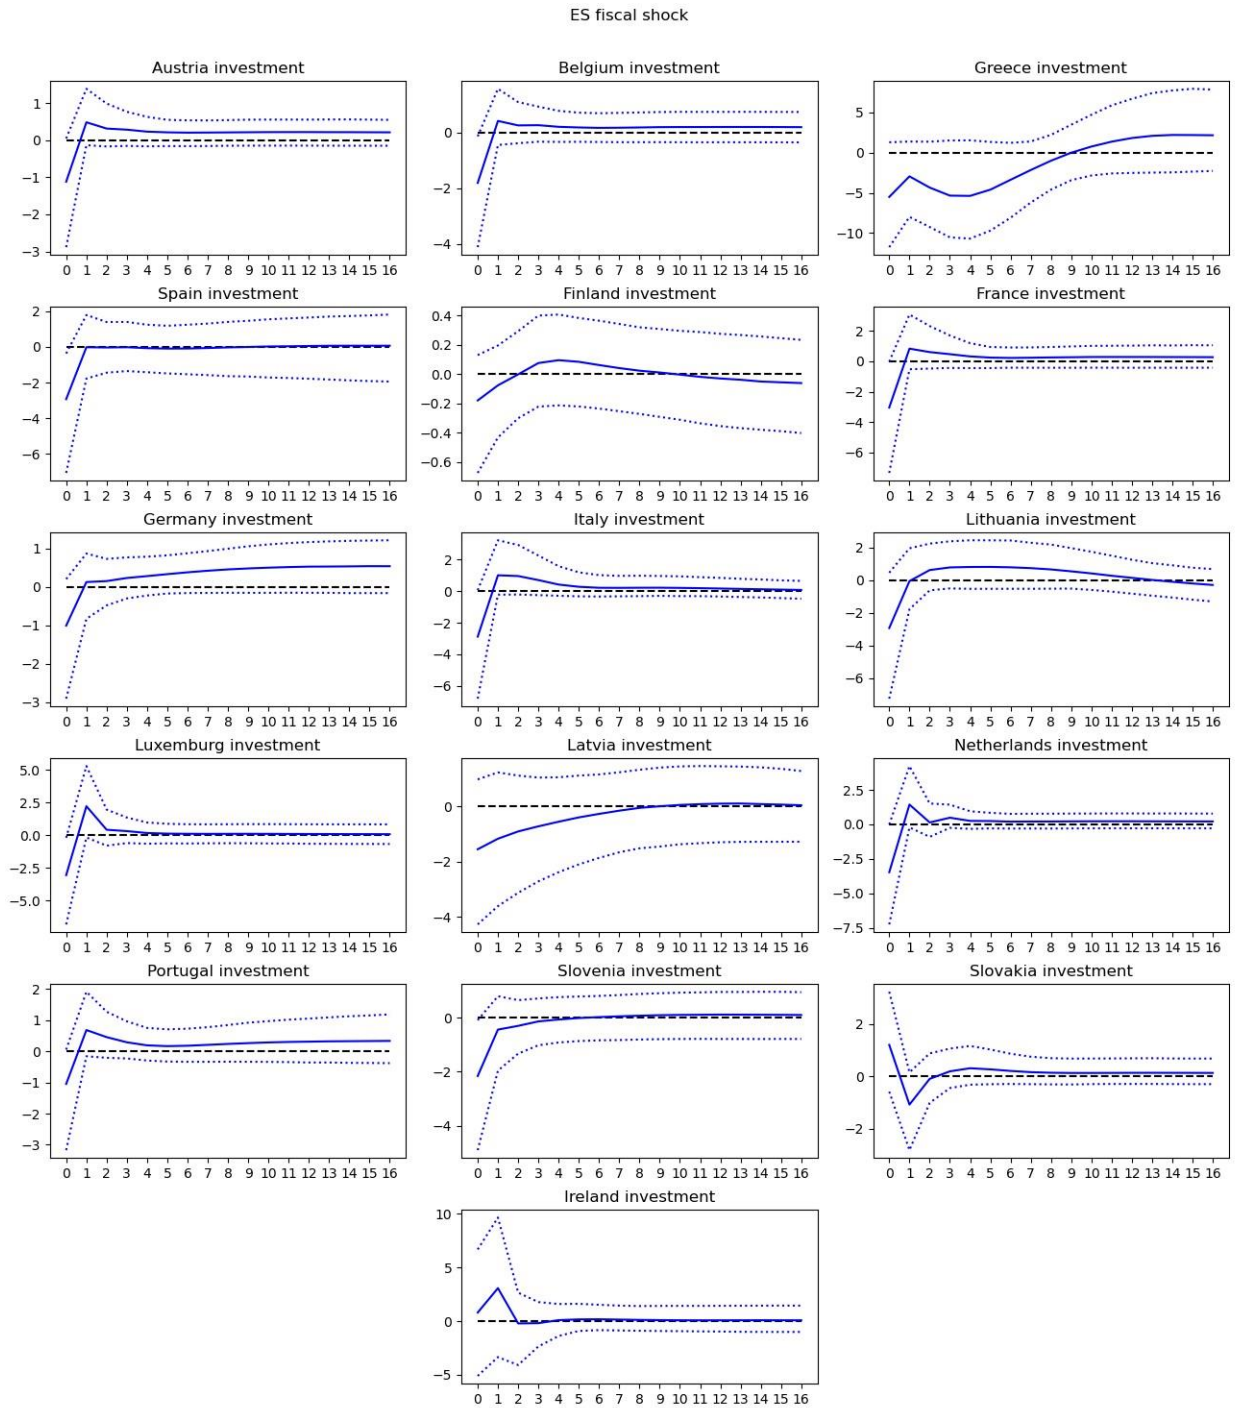 ES fiscal shock
Austria investment
1
0
−1
−2
−3
0 1 2 3 4 5 6 7 8 9 10 11 12 13 14 15 16
Belgium investment
0
−2
−4
0 1 2 3 4 5 6 7 8 9 10 11 12 13 14 15 16
Greece investment
5
0
−5
−10
0 1 2 3 4 5 6 7 8 9 10 11 12 13 14 15 16
Spain investment
2
0
−2
−4
−6
0 1 2 3 4 5 6 7 8 9 10 11 12 13 14 15 16
Finland investment
0.4
0.2
0.0
−0.2
−0.4
−0.6
0 1 2 3 4 5 6 7 8 9 10 11 12 13 14 15 16
France investment
2
0
−2
−4
−6
0 1 2 3 4 5 6 7 8 9 10 11 12 13 14 15 16
Germany investment
1
0
−1
−2
−3
0 1 2 3 4 5 6 7 8 9 10 11 12 13 14 15 16
Italy investment
2
0
−2
−4
−6
0 1 2 3 4 5 6 7 8 9 10 11 12 13 14 15 16
Lithuania investment
2
0
−2
−4
−6
0 1 2 3 4 5 6 7 8 9 10 11 12 13 14 15 16
Luxemburg investment
5.0
2.5
0.0
−2.5
−5.0
0 1 2 3 4 5 6 7 8 9 10 11 12 13 14 15 16
Latvia investment
0
−2
−4
0 1 2 3 4 5 6 7 8 9 10 11 12 13 14 15 16
Netherlands investment
2.5
0.0
−2.5
−5.0
−7.5
0 1 2 3 4 5 6 7 8 9 10 11 12 13 14 15 16
Portugal investment
2
1
0
−1
−2
−3
0 1 2 3 4 5 6 7 8 9 10 11 12 13 14 15 16
Slovenia investment
0
−2
−4
0 1 2 3 4 5 6 7 8 9 10 11 12 13 14 15 16
Slovakia investment
2
0
−2
0 1 2 3 4 5 6 7 8 9 10 11 12 13 14 15 16
Ireland investment
10
5
0
−5
0 1 2 3 4 5 6 7 8 9 10 11 12 13 14 15 16